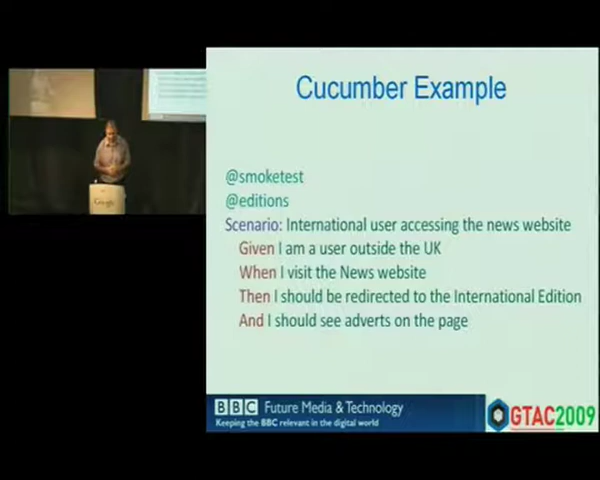 Cucumber Example
@smoketest
@editions
Scenario: International user accessing the news website
Given I am a user outside the UK
When I visit the News website
Then I should be redirected to the International Edition
And I should see adverts on the page
BBC Future Media & Technology
Keeping the BBC relevant in the digital world
GTAC2009
Google